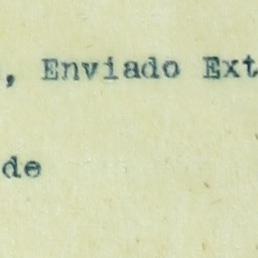 , Enviado Ext
de